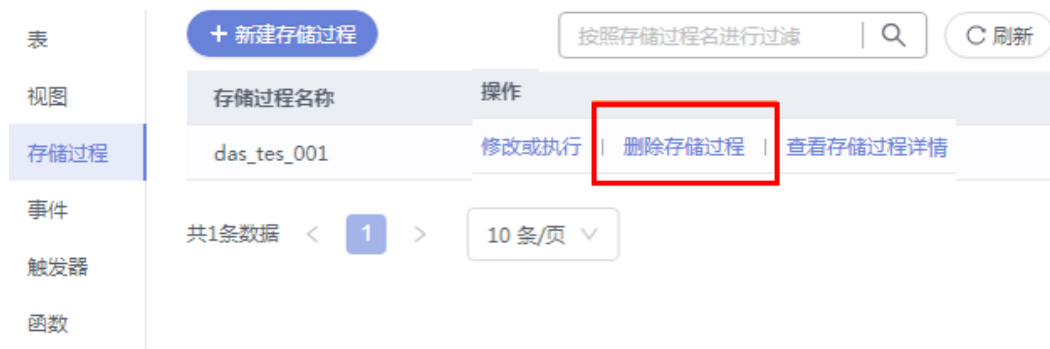 表
视图
存储过程
事件
触发器
函数
+ 新建存储过程
按照存储过程名进行过滤
刷新
存储过程名称 操作
das_tes_001 修改或执行 | 删除存储过程 | 查看存储过程详情
共1条数据 < 1 > 10 条/页